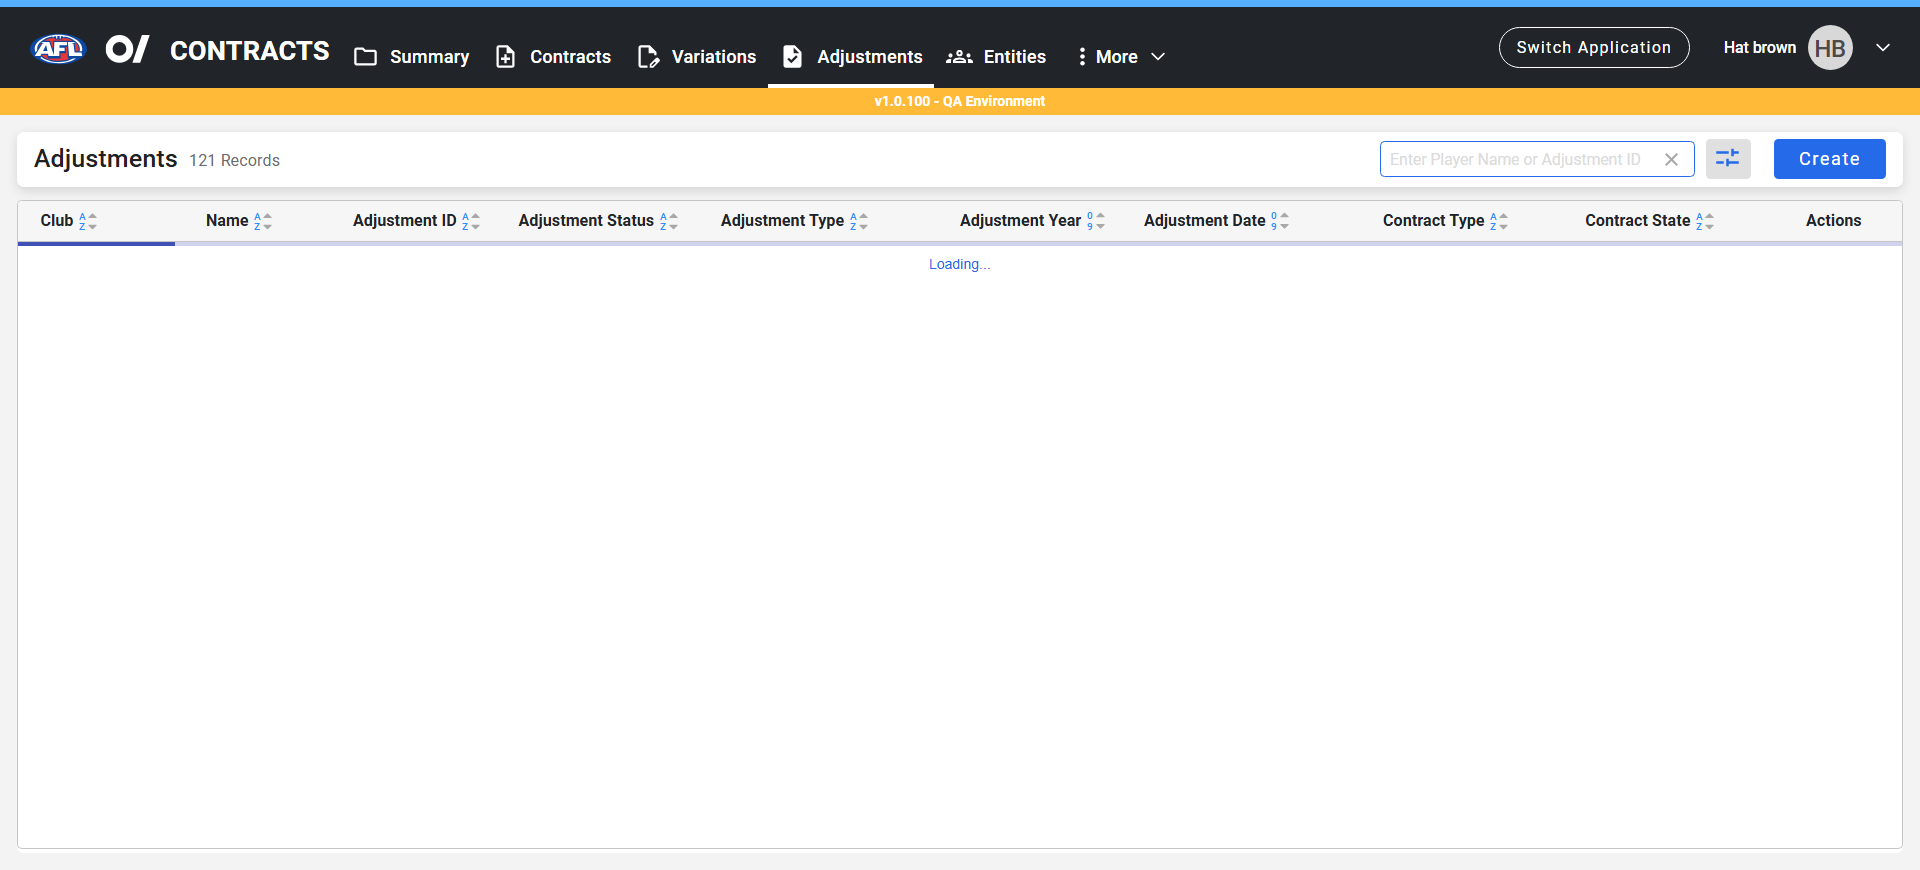 AFL CONTRACTS Summary Contracts Variations Adjustments Entities More Switch Application Hat brown HB
v1.0.100 - QA Environment
Adjustments 121 Records Enter Player Name or Adjustment ID Create
Club Name Adjustment ID Adjustment Status Adjustment Type Adjustment Year Adjustment Date Contract Type Contract State Actions
Loading...